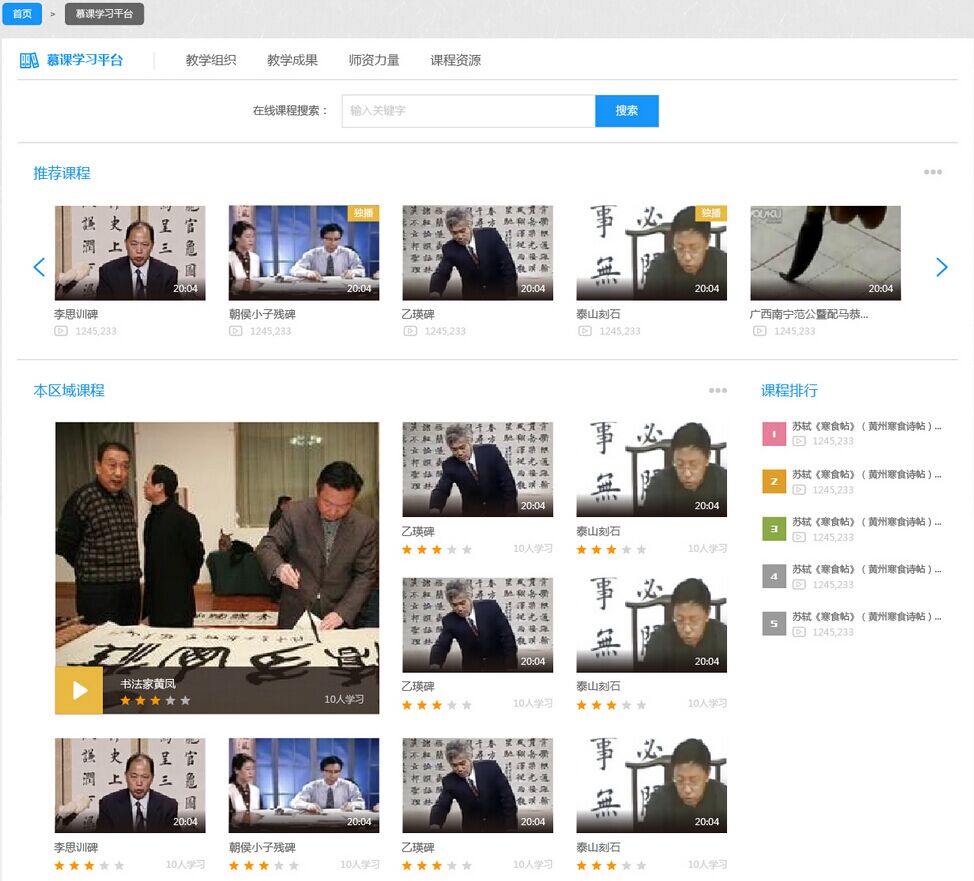 首页 > 慕课学习平台
慕课学习平台 教学组织 教学成果 师资力量 课程资源
在线课程搜索： 输入关键字 搜索
推荐课程
独播 独播
20:04 20:04 20:04 20:04 20:04
李思训碑 朝侯小子残碑 乙瑛碑 泰山刻石 广西南宁范公暨配马恭...
1245,233 1245,233 1245,233 1245,233 1245,233
本区域课程
20:04 20:04
乙瑛碑 泰山刻石
10人学习 10人学习
20:04 20:04
书法家黄凤
10人学习
乙瑛碑 泰山刻石
10人学习 10人学习
20:04 20:04 20:04 20:04
李思训碑 朝侯小子残碑 乙瑛碑 泰山刻石
10人学习 10人学习 10人学习 10人学习
课程排行
1 苏轼《寒食帖》（黄州寒食诗帖）...
1245,233
2 苏轼《寒食帖》（黄州寒食诗帖）...
1245,233
3 苏轼《寒食帖》（黄州寒食诗帖）...
1245,233
4 苏轼《寒食帖》（黄州寒食诗帖）...
1245,233
5 苏轼《寒食帖》（黄州寒食诗帖）...
1245,233